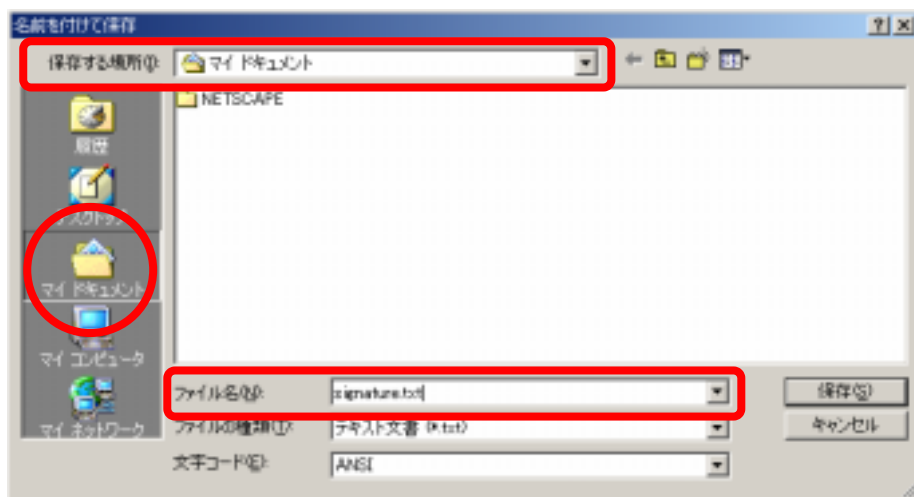 名前を付けて保存
保存する場所(I): マイ ドキュメント
NETSCAPE
履歴
デスクトップ
マイ ドキュメント
マイ コンピュータ
マイ ネットワーク
ファイル名(N): signature.txt 保存(S)
ファイルの種類(T): テキスト文書 (*.txt) キャンセル
文字コード(E): ANSI